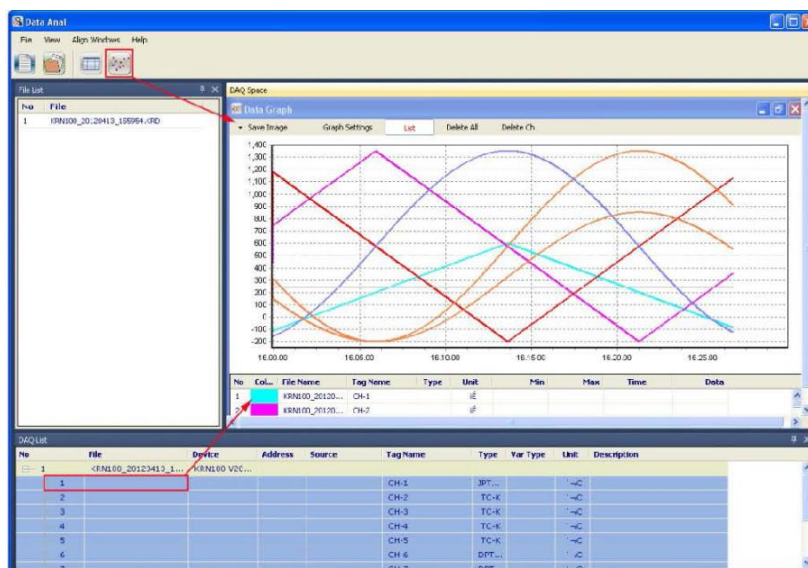 Data Anal
File View Align Windows Help
File List
No File
1 KRN100_20120413_155954.KRD
DAQ Space
Data Graph
Save Image Graph Settings List Delete All Delete Ch
1,400
1,300
1,200
1,100
1,000
900
800
700
600
500
400
300
200
100
0
-100
-200
16.00.00 16.05.00 16.10.00 16.15.00 16.20.00 16.25.00
No Col... File Name Tag Name Type Unit Min Max Time Data
1 KRN100_20120... CH-1
2 KRN100_20120... CH-2
DAQ List
No File Device Address Source Tag Name Type Var Type Unit Description
1 KRN100_20120413_1... KRN100 V2C...
1 CH-1 JPT...
2 CH-2 TC-K
3 CH-3 TC-K
4 CH-4 TC-K
5 CH-5 TC-K
6 CH-6 DPT...